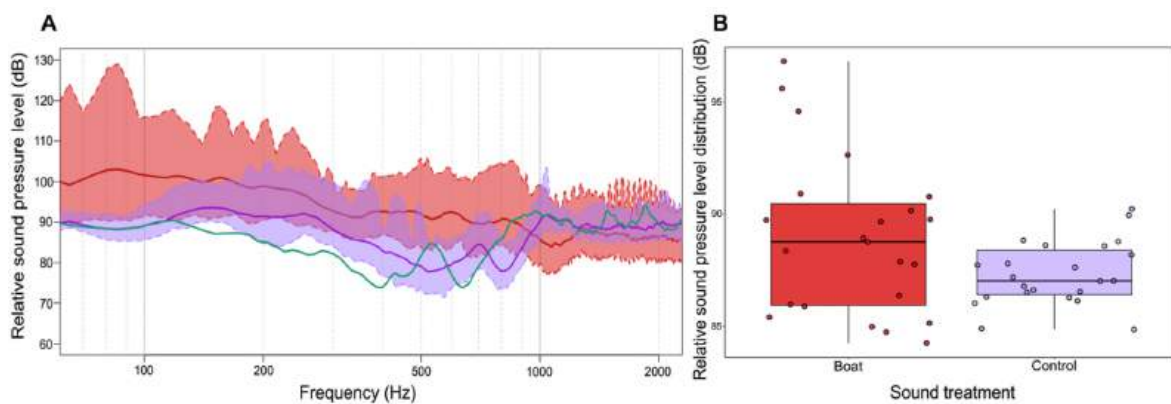 A
Relative sound pressure level (dB)
130
120
110
100
90
80
70
60
100
200
500
1000
2000
Frequency (Hz)
B
Relative sound pressure level distribution (dB)
95
90
85
Boat
Control
Sound treatment